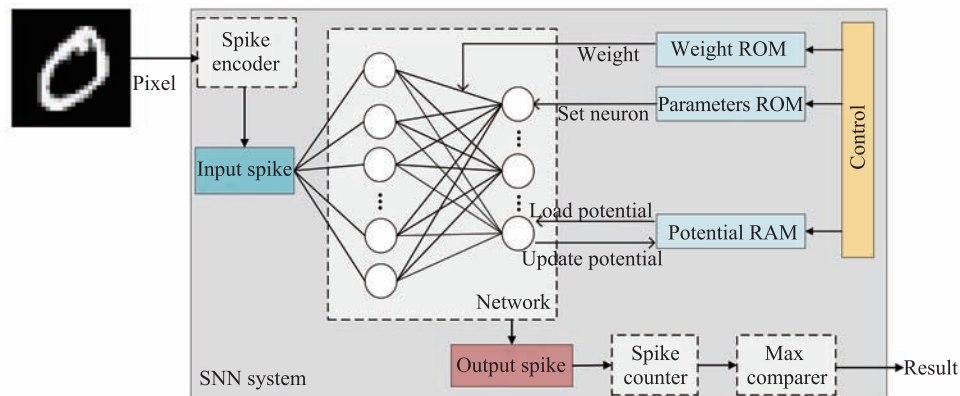 Pixel
Spike
encoder
Input spike
Weight
Weight ROM
Set neuron
Parameters ROM
Control
Load potential
Potential RAM
Update potential
Network
SNN system
Output spike
Spike
counter
Max
comparer
Result